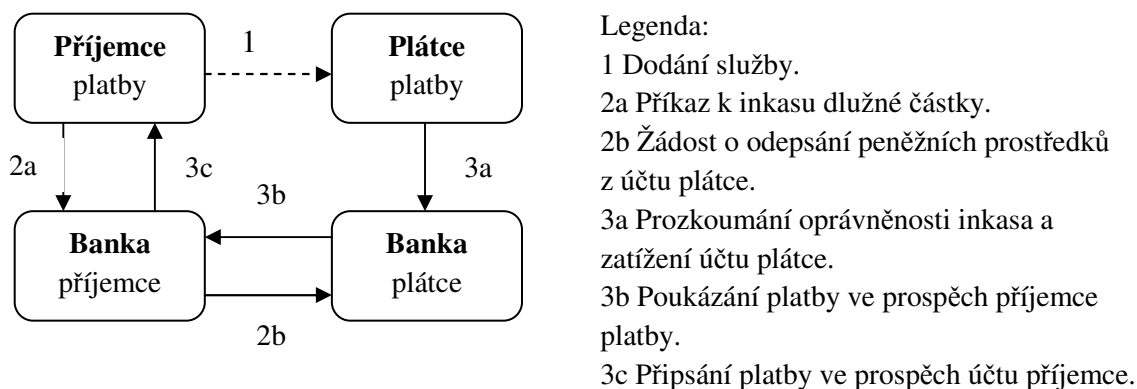 Příjemce
platby
1
Plátce
platby
2a
3c
3b
3a
Banka
příjemce
Banka
plátce
2b
Legenda:
1 Dodání služby.
2a Příkaz k inkasu dlužné částky.
2b Žádost o odepsání peněžních prostředků
z účtu plátce.
3a Prozkoumání oprávněnosti inkasa a
zatížení účtu plátce.
3b Poukázání platby ve prospěch příjemce
platby.
3c Připsání platby ve prospěch účtu příjemce.